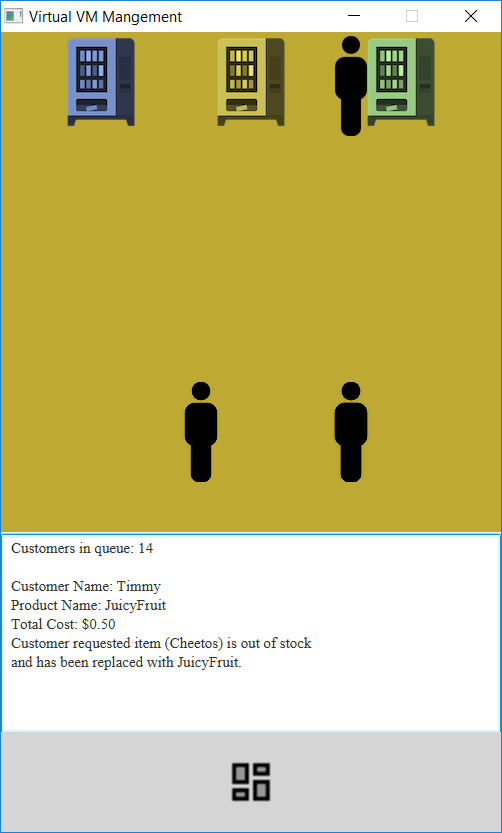 Virtual VM Mangement
Customers in queue: 14
Customer Name: Timmy
Product Name: JuicyFruit
Total Cost: $0.50
Customer requested item (Cheetos) is out of stock
and has been replaced with JuicyFruit.